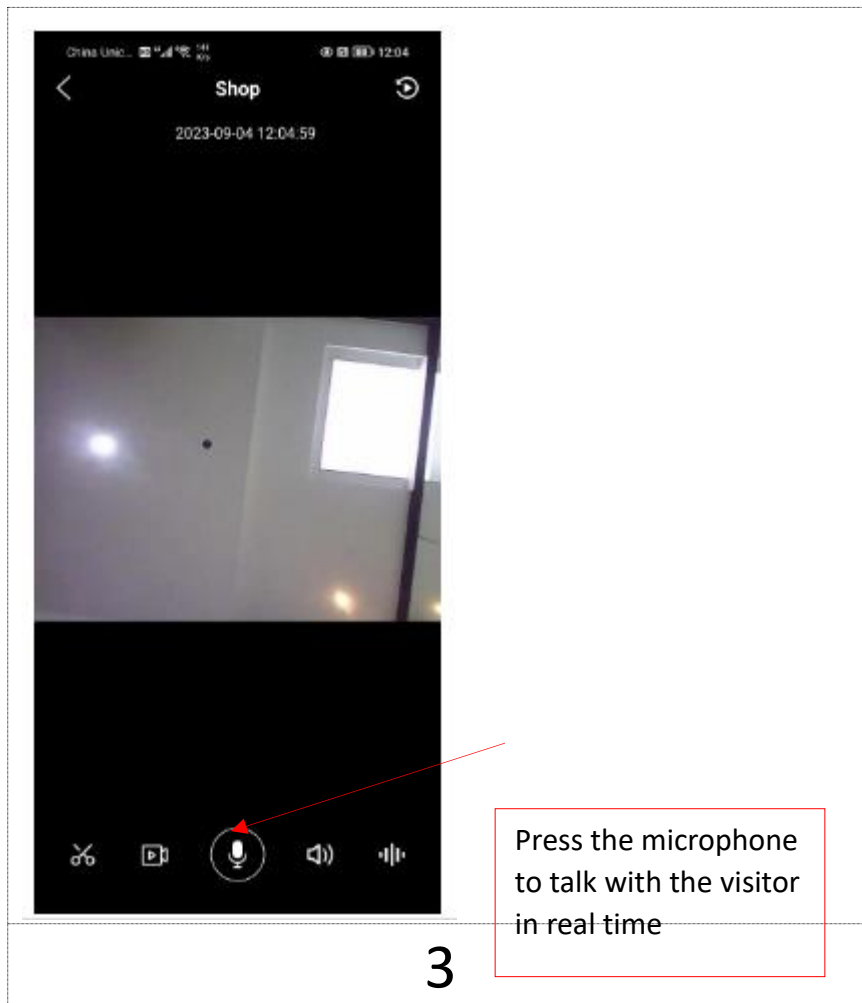 China Unic... 12:04
Shop
2023-09-04 12:04:59
Press the microphone
to talk with the visitor
in real time
3